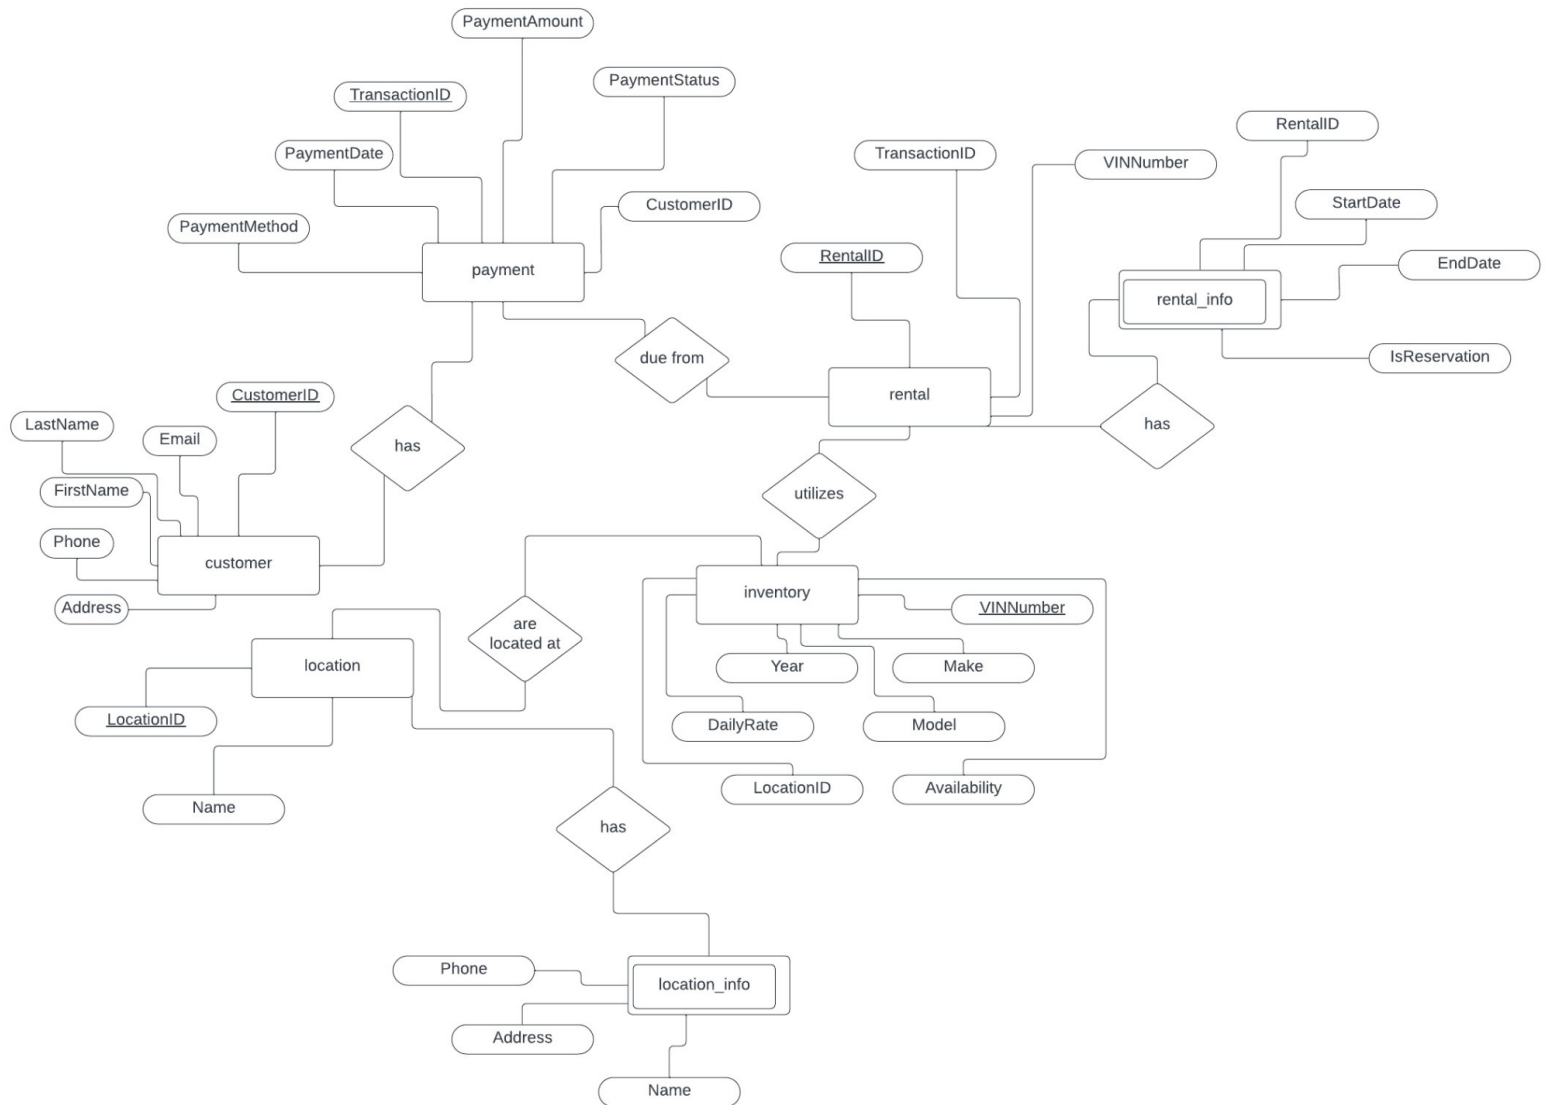 PaymentAmount
PaymentStatus
TransactionID
RentalID
PaymentDate
TransactionID
VINNumber
StartDate
CustomerID
PaymentMethod
RentalID
EndDate
payment
rental_info
due from
IsReservation
rental
CustomerID
LastName
Email
has
has
FirstName
utilizes
Phone
customer
inventory
Address
VINNumber
are
located at
location
Year
Make
LocationID
DailyRate
Model
LocationID
Availability
Name
has
Phone
location_info
Address
Name